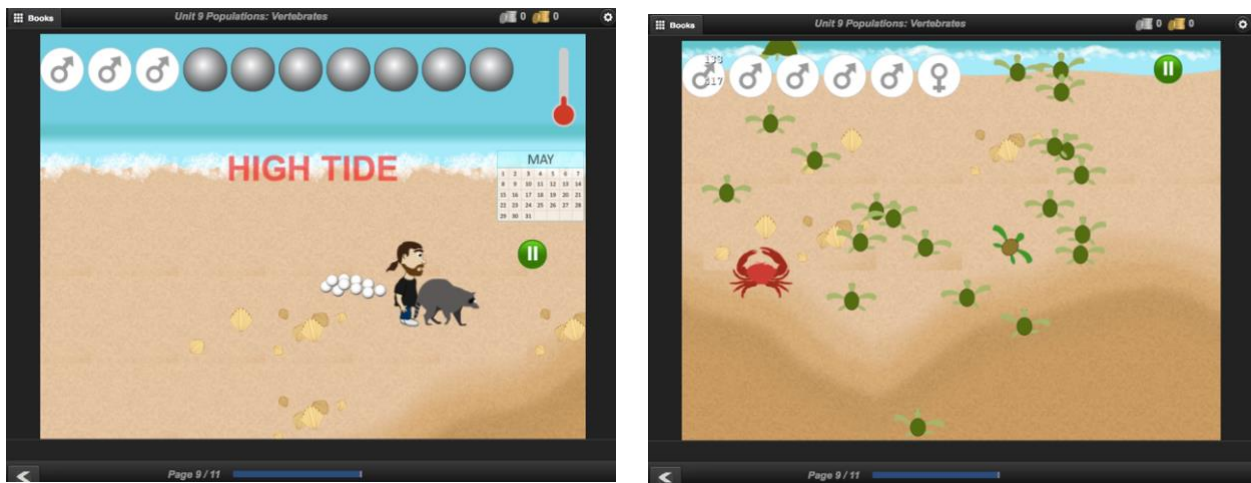 Books
Unit 9 Populations: Vertebrates
0 0
HIGH TIDE
MAY
1 2 3 4 5 6 7
8 9 10 11 12 13 14
15 16 17 18 19 20 21
22 23 24 25 26 27 28
29 30 31
Page 9 / 11
Books
Unit 9 Populations: Vertebrates
0 0
133
Page 9 / 11